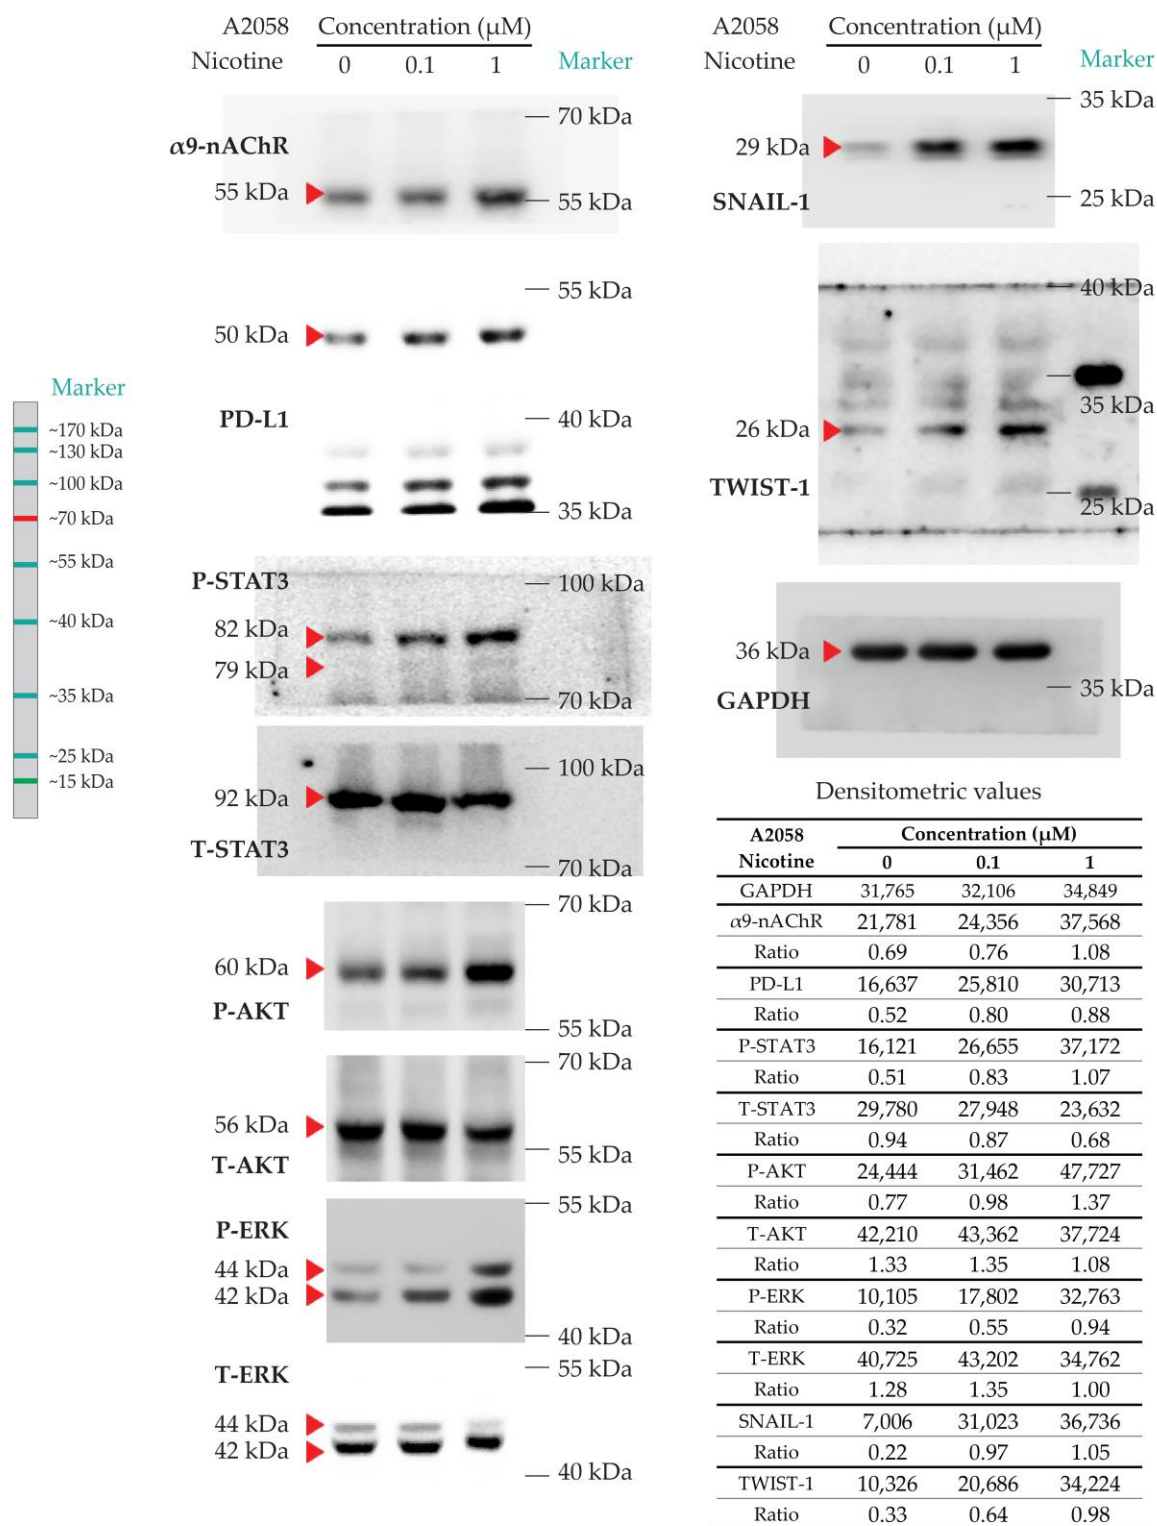 A2058 Concentration (μM)
Nicotine 0 0.1 1 Marker
70 kDa
α9-nAChR
55 kDa
55 kDa
55 kDa
50 kDa
PD-L1
40 kDa
35 kDa
Marker
~170 kDa
~130 kDa
~100 kDa
~70 kDa
~55 kDa
~40 kDa
~35 kDa
~25 kDa
~15 kDa
P-STAT3
100 kDa
82 kDa
79 kDa
70 kDa
100 kDa
92 kDa
T-STAT3
70 kDa
70 kDa
60 kDa
P-AKT
55 kDa
70 kDa
56 kDa
T-AKT
55 kDa
55 kDa
P-ERK
44 kDa
42 kDa
40 kDa
55 kDa
T-ERK
44 kDa
42 kDa
40 kDa
A2058 Concentration (μM)
Nicotine 0 0.1 1 Marker
35 kDa
29 kDa
SNAIL-1
25 kDa
40 kDa
35 kDa
26 kDa
TWIST-1
25 kDa
36 kDa
GAPDH
35 kDa
Densitometric values
A2058 Concentration (μM)
Nicotine 0 0.1 1
GAPDH 31,765 32,106 34,849
α9-nAChR 21,781 24,356 37,568
Ratio 0.69 0.76 1.08
PD-L1 16,637 25,810 30,713
Ratio 0.52 0.80 0.88
P-STAT3 16,121 26,655 37,172
Ratio 0.51 0.83 1.07
T-STAT3 29,780 27,948 23,632
Ratio 0.94 0.87 0.68
P-AKT 24,444 31,462 47,727
Ratio 0.77 0.98 1.37
T-AKT 42,210 43,362 37,724
Ratio 1.33 1.35 1.08
P-ERK 10,105 17,802 32,763
Ratio 0.32 0.55 0.94
T-ERK 40,725 43,202 34,762
Ratio 1.28 1.35 1.00
SNAIL-1 7,006 31,023 36,736
Ratio 0.22 0.97 1.05
TWIST-1 10,326 20,686 34,224
Ratio 0.33 0.64 0.98